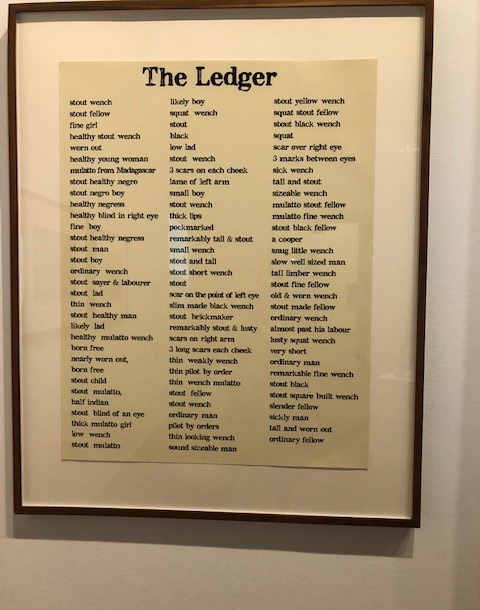 The Ledger
stout wench
stout fellow
fine girl
healthy stout wench
worn out
healthy young woman
mulatto from Madagascar
stout healthy negro
stout negro boy
healthy negress
healthy blind in right eye
fine boy
stout healthy negress
stout man
stout boy
ordinary wench
stout sayer & labourer
stout lad
thin wench
stout healthy man
likely lad
healthy mulatto wench
born free
nearly worn out,
born free
stout child
stout mulatto,
half indian
stout blind of an eye
thick mulatto girl
low wench
stout mulatto
likely boy
squat wench
stout
black
low lad
stout wench
3 scars on each cheek
lame of left arm
small boy
stout wench
thick lips
pockmarked
remarkably tall & stout
small wench
stout and tall
stout short wench
stout
scar on the point of left eye
slim made black wench
stout brickmaker
remarkably stout & lusty
scars on right arm
3 long scars each cheek
thin weakly wench
thin pilot by order
thin wench mulatto
stout fellow
stout wench
ordinary man
pilot by orders
thin looking wench
sound sizeable man
stout yellow wench
squat stout fellow
stout black wench
squat
scar over right eye
3 marks between eyes
sick wench
tall and stout
sizeable wench
mulatto stout fellow
mulatto fine wench
stout black fellow
a cooper
snug little wench
slow well sized man
tall limber wench
stout fine fellow
old & worn wench
stout made fellow
ordinary wench
almost past his labour
lusty squat wench
very short
ordinary man
remarkable fine wench
stout black
stout square built wench
slender fellow
sickly man
tall and worn out
ordinary fellow